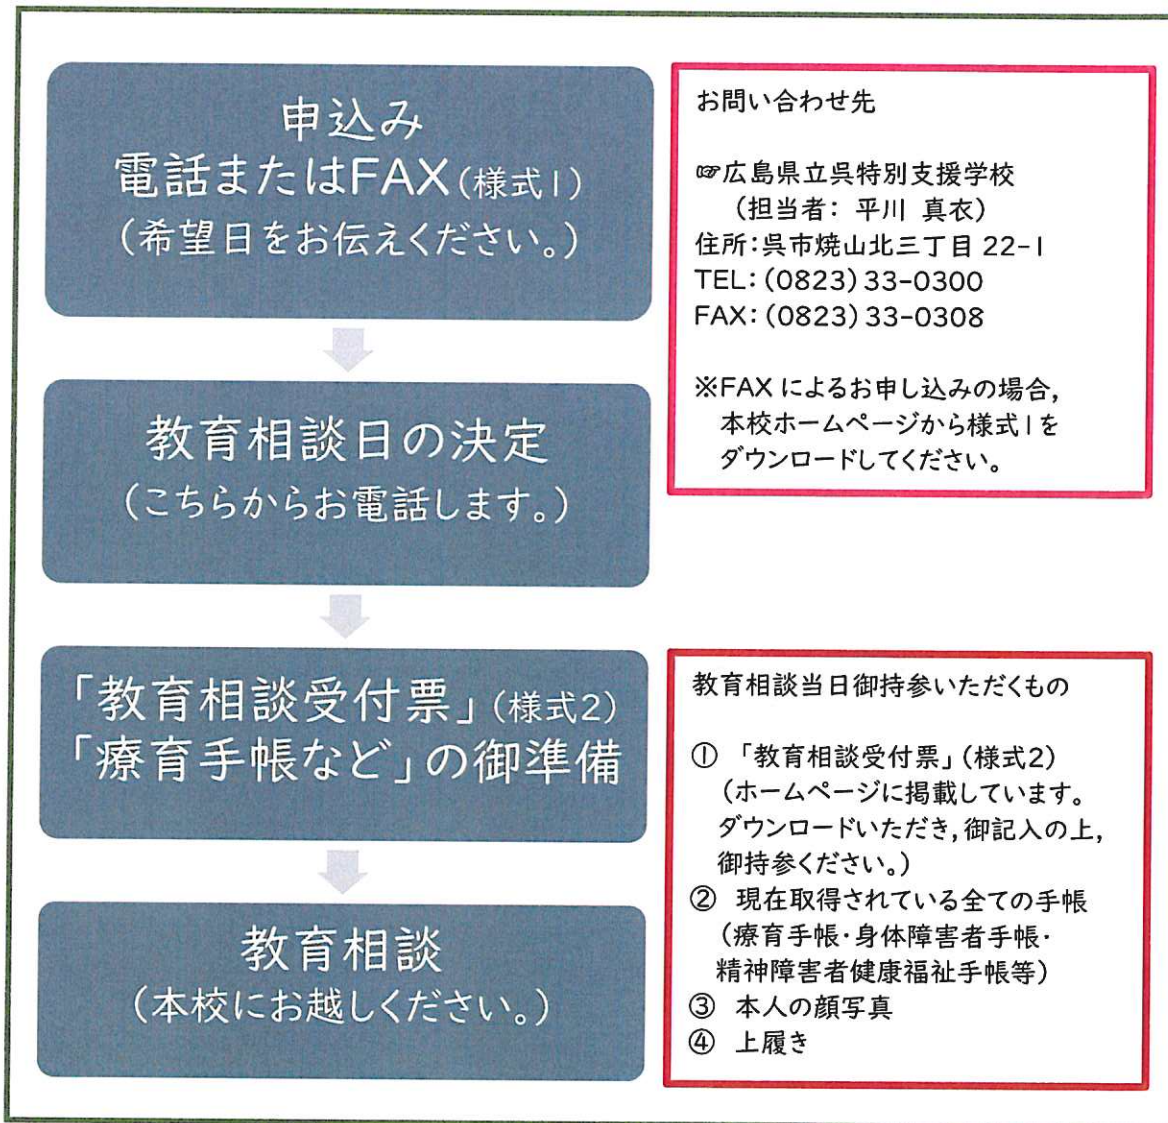 申込み
電話またはFAX(様式1)
(希望日をお伝えください。)
お問い合わせ先
☞広島県立呉特別支援学校
(担当者: 平川 真衣)
住所:呉市焼山北三丁目 22-1
TEL:(0823)33-0300
FAX:(0823)33-0308
※FAX によるお申し込みの場合,
本校ホームページから様式1を
ダウンロードしてください。
教育相談日の決定
(こちらからお電話します。)
「教育相談受付票」(様式2)
「療育手帳など」の御準備
教育相談当日御持参いただくもの
① 「教育相談受付票」(様式2)
(ホームページに掲載しています。
ダウンロードいただき,御記入の上,
御持参ください。)
② 現在取得されている全ての手帳
(療育手帳・身体障害者手帳・
精神障害者健康福祉手帳等)
③ 本人の顔写真
④ 上履き
教育相談
(本校にお越しください。)